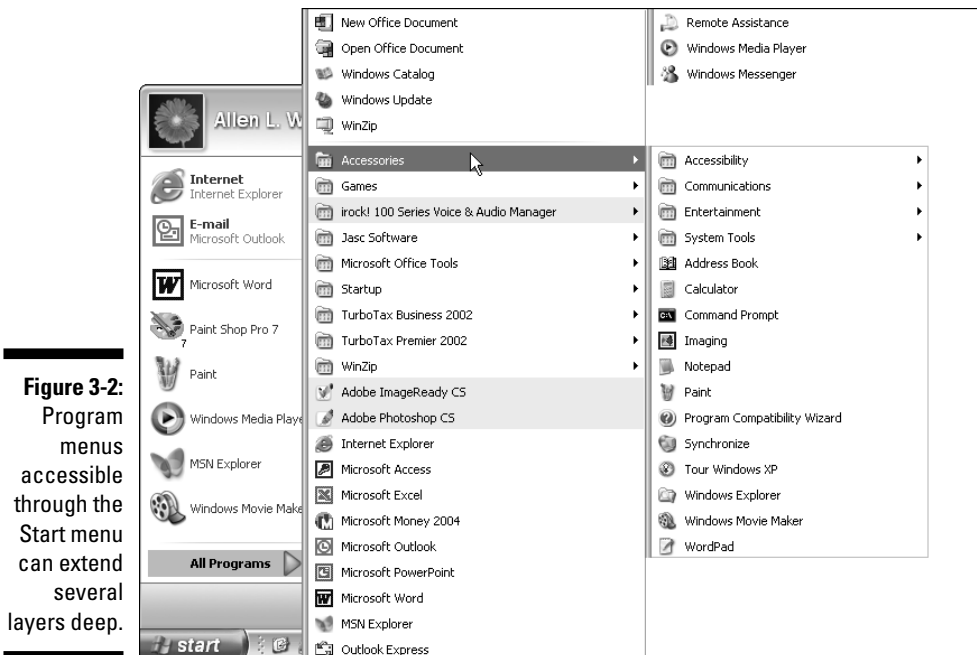 Figure 3-2:
Program
menus
accessible
through the
Start menu
can extend
several
layers deep.
Allen L. W
Internet
Internet Explorer
E-mail
Microsoft Outlook
Microsoft Word
Paint Shop Pro 7
7
Paint
Windows Media Playe
MSN Explorer
Windows Movie Make
All Programs
start
New Office Document
Open Office Document
Windows Catalog
Windows Update
WinZip
Accessories
Games
irock! 100 Series Voice & Audio Manager
Jasc Software
Microsoft Office Tools
Startup
TurboTax Business 2002
TurboTax Premier 2002
WinZip
Adobe ImageReady CS
Adobe Photoshop CS
Internet Explorer
Microsoft Access
Microsoft Excel
Microsoft Money 2004
Microsoft Outlook
Microsoft PowerPoint
Microsoft Word
MSN Explorer
Outlook Express
Remote Assistance
Windows Media Player
Windows Messenger
Accessibility
Communications
Entertainment
System Tools
Address Book
Calculator
Command Prompt
Imaging
Notepad
Paint
Program Compatibility Wizard
Synchronize
Tour Windows XP
Windows Explorer
Windows Movie Maker
WordPad